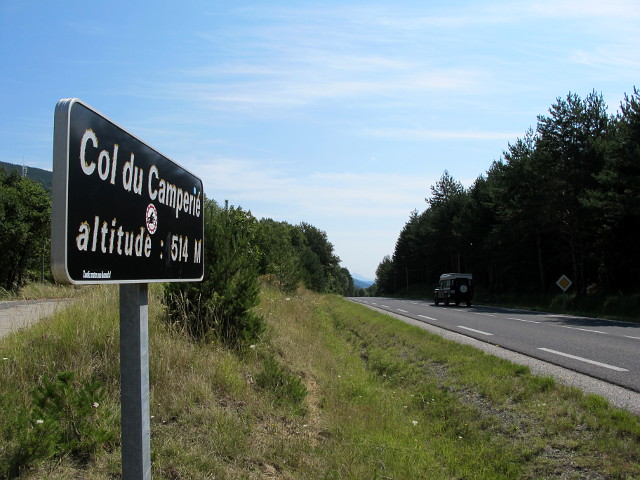 Col du Camperié
altitude : 514 M